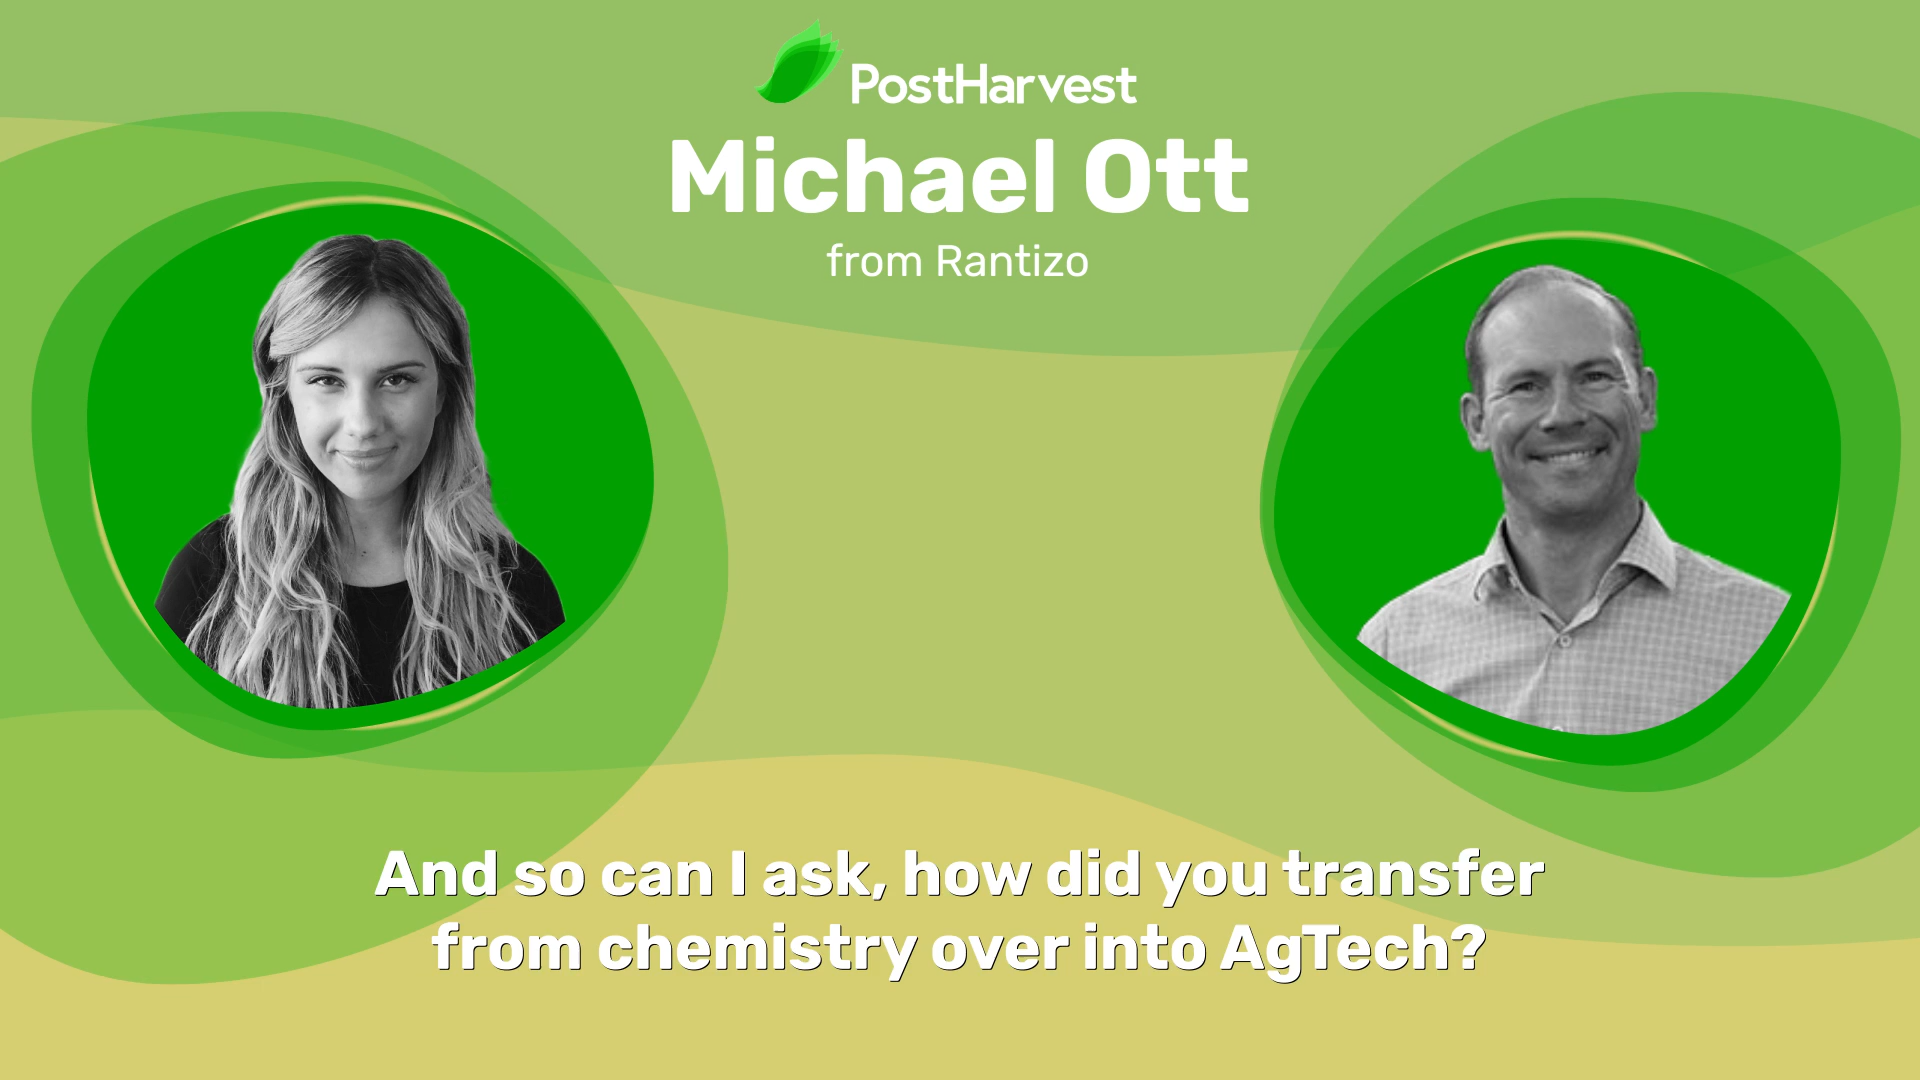 PostHarvest
Michael Ott
from Rantizo
And so can I ask, how did you transfer
from chemistry over into AgTech?